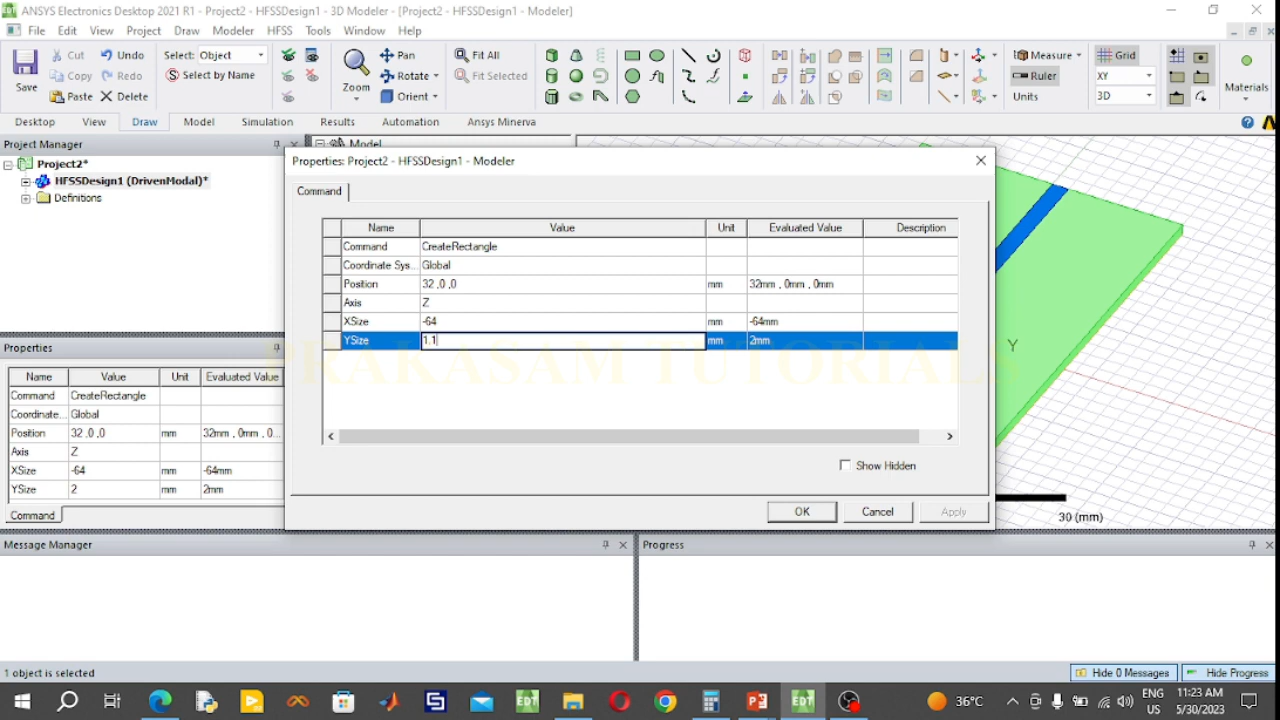 ANSYS Electronics Desktop 2021 R1 - Project2 - HFSSDesign1 - 3D Modeler - [Project2 - HFSSDesign1 - Modeler]
File Edit View Project Draw Modeler HFSS Tools Window Help
Save
Cut Undo
Copy Redo
Paste Delete
Select: Object
Select by Name
Zoom
Pan
Rotate
Orient
Fit All
Fit Selected
Measure
Ruler
Units
Grid
XY
3D
Materials
Desktop View Draw Model Simulation Results Automation Ansys Minerva
Project Manager
Project2*
HFSSDesign1 (DrivenModal)*
Definitions
Model
Properties: Project2 - HFSSDesign1 - Modeler
Command
Name Value Unit Evaluated Value Description
Command CreateRectangle
Coordinate Sys... Global
Position 32 ,0 ,0 mm 32mm , 0mm , 0mm
Axis Z
XSize -64 mm -64mm
YSize 1.1 mm 2mm
Show Hidden
OK Cancel Apply
PRAKASAM TUTORIALS
Y
30 (mm)
Properties
Name Value Unit Evaluated Value
Command CreateRectangle
Coordinate... Global
Position 32 ,0 ,0 mm 32mm , 0mm , 0...
Axis Z
XSize -64 mm -64mm
YSize 2 mm 2mm
Command
Message Manager
Progress
1 object is selected
Hide 0 Messages
Hide Progress
36°C
ENG
US
11:23 AM
5/30/2023